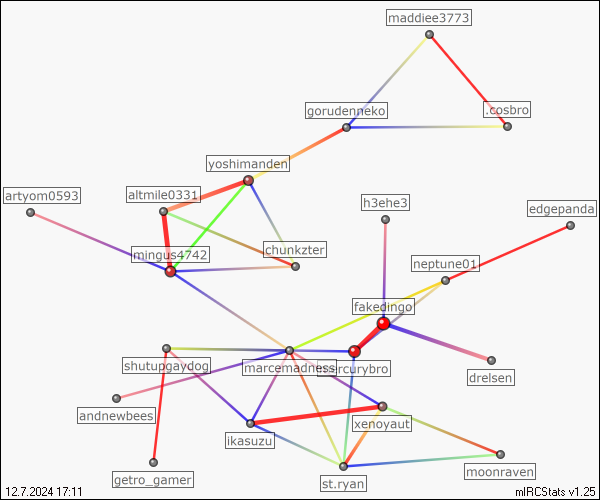 maddiee3773
gorudenneko
.cosbro
yoshimanden
artyom0593
altmile0331
h3ehe3
edgepanda
mingus4742
chunkzter
neptune01
fakedingo
shutupgaydog
marcemadness
mercurybro
drelsen
andnewbees
xenoyaut
ikasuzu
getro_gamer
st.ryan
moonraven
12.7.2024 17:11
mIRCStats v1.25